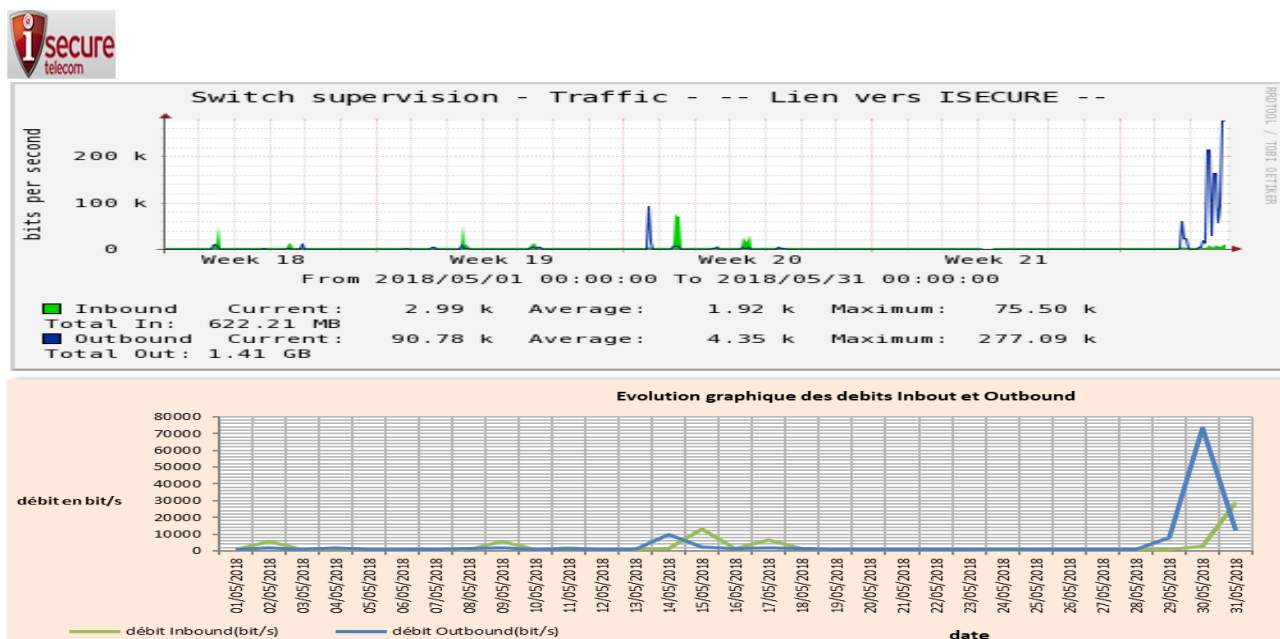 isecure
telecom
Switch supervision - Traffic - -- Lien vers ISECURE --
RRDTOOL / TOBI OETIKER
bits per second
200 k
100 k
0
Week 18 Week 19 Week 20 Week 21
From 2018/05/01 00:00:00 To 2018/05/31 00:00:00
Inbound Current: 2.99 k Average: 1.92 k Maximum: 75.50 k
Total In: 622.21 MB
Outbound Current: 90.78 k Average: 4.35 k Maximum: 277.09 k
Total Out: 1.41 GB
Evolution graphique des debits Inbout et Outbound
80000
70000
60000
50000
40000
30000
20000
10000
0
débit en bit/s
01/05/2018 02/05/2018 03/05/2018 04/05/2018 05/05/2018 06/05/2018 07/05/2018 08/05/2018 09/05/2018 10/05/2018 11/05/2018 12/05/2018 13/05/2018 14/05/2018 15/05/2018 16/05/2018 17/05/2018 18/05/2018 19/05/2018 20/05/2018 21/05/2018 22/05/2018 23/05/2018 24/05/2018 25/05/2018 26/05/2018 27/05/2018 28/05/2018 29/05/2018 30/05/2018 31/05/2018
débit Inbound(bit/s) débit Outbound(bit/s)
date